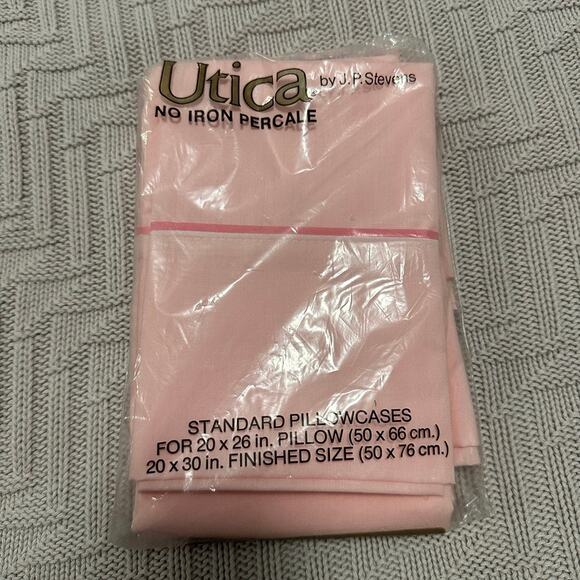 Utica® by J.P. Stevens
NO IRON PERCALE
STANDARD PILLOWCASES
FOR 20 x 26 in. PILLOW (50 x 66 cm.)
20 x 30 in. FINISHED SIZE (50 x 76 cm.)